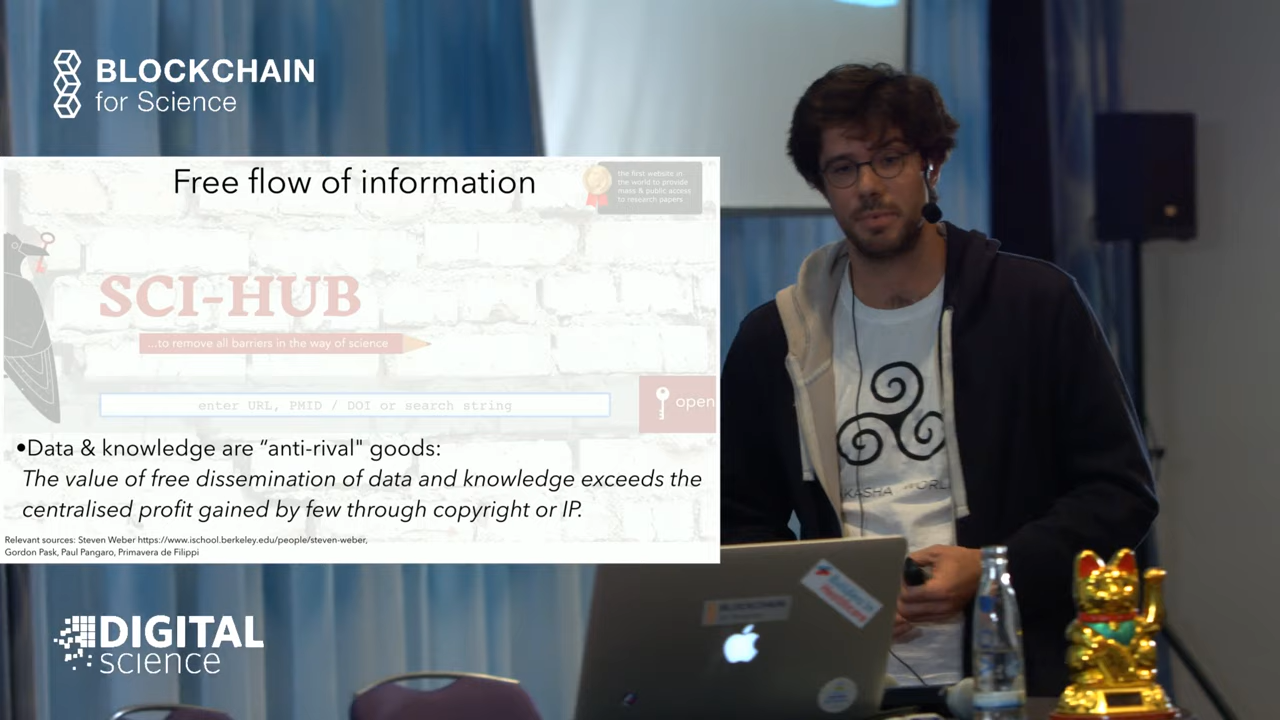 BLOCKCHAIN
for Science
Free flow of information
the first website in
the world to provide
mass & public access
to research papers
SCI-HUB
...to remove all barriers in the way of science
enter URL, PMID / DOI or search string
open
•Data & knowledge are “anti-rival" goods:
The value of free dissemination of data and knowledge exceeds the
centralised profit gained by few through copyright or IP.
Relevant sources: Steven Weber https://www.ischool.berkeley.edu/people/steven-weber,
Gordon Pask, Paul Pangaro, Primavera de Filippi
AKASHA WORLD
BLOCKCHAIN
DIGITAL
science